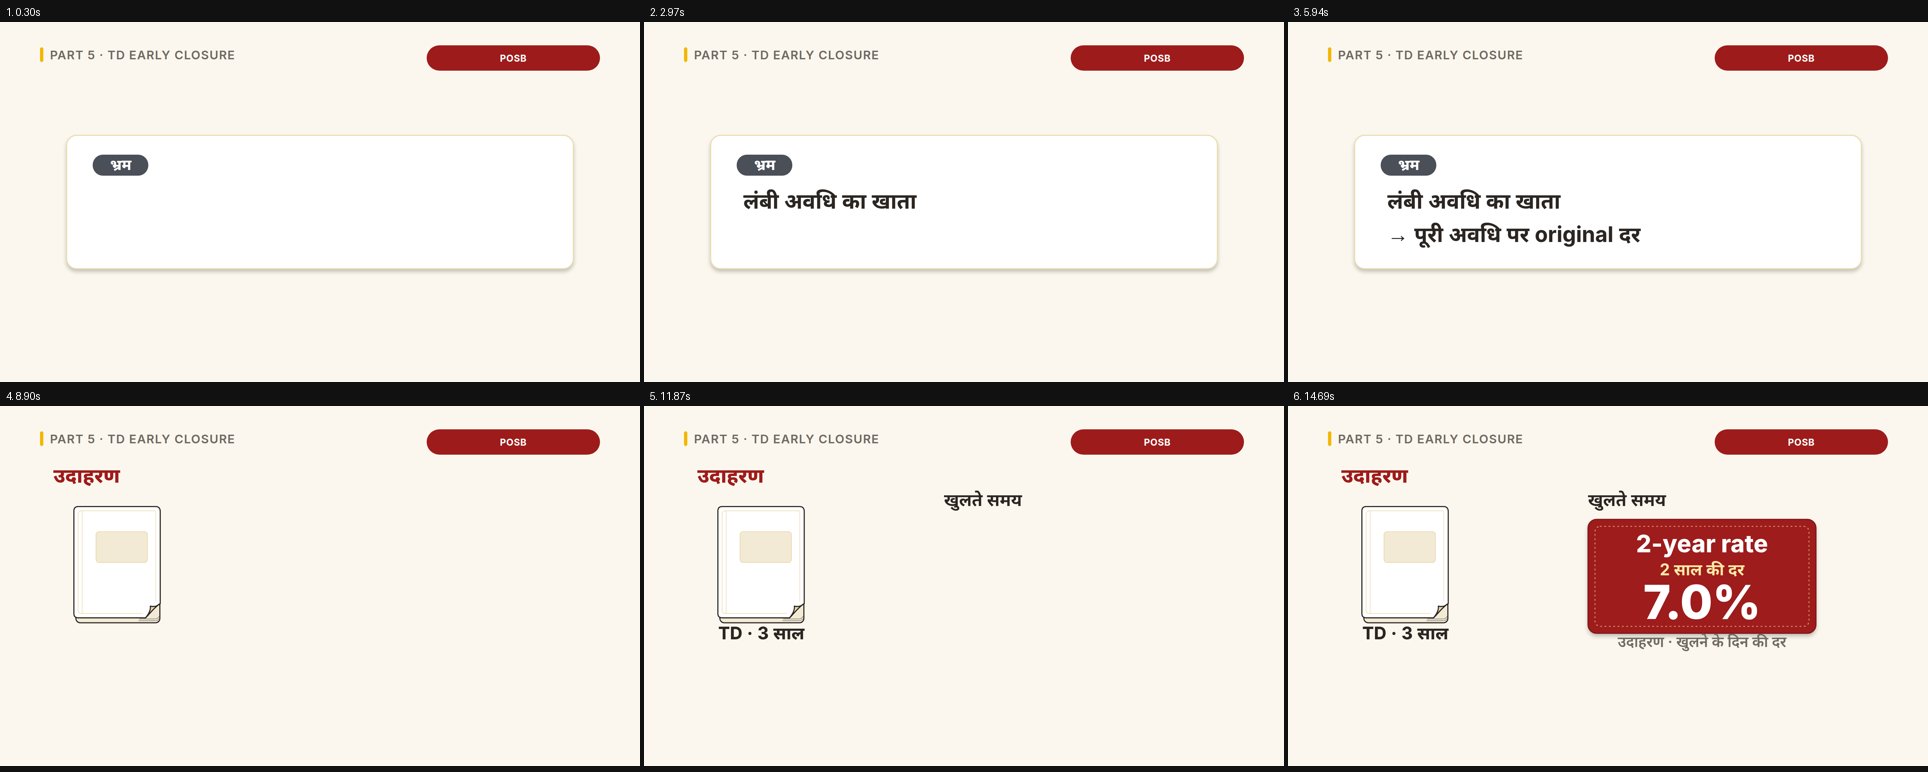 1. 0.30s
PART 5 · TD EARLY CLOSURE
POSB
भ्रम
2. 2.97s
PART 5 · TD EARLY CLOSURE
POSB
भ्रम
लंबी अवधि का खाता
3. 5.94s
PART 5 · TD EARLY CLOSURE
POSB
भ्रम
लंबी अवधि का खाता
→ पूरी अवधि पर original दर
4. 8.90s
PART 5 · TD EARLY CLOSURE
POSB
उदाहरण
5. 11.87s
PART 5 · TD EARLY CLOSURE
POSB
उदाहरण
खुलते समय
TD · 3 साल
6. 14.69s
PART 5 · TD EARLY CLOSURE
POSB
उदाहरण
खुलते समय
TD · 3 साल
2-year rate
2 साल की दर
7.0%
उदाहरण · खुलने के दिन की दर